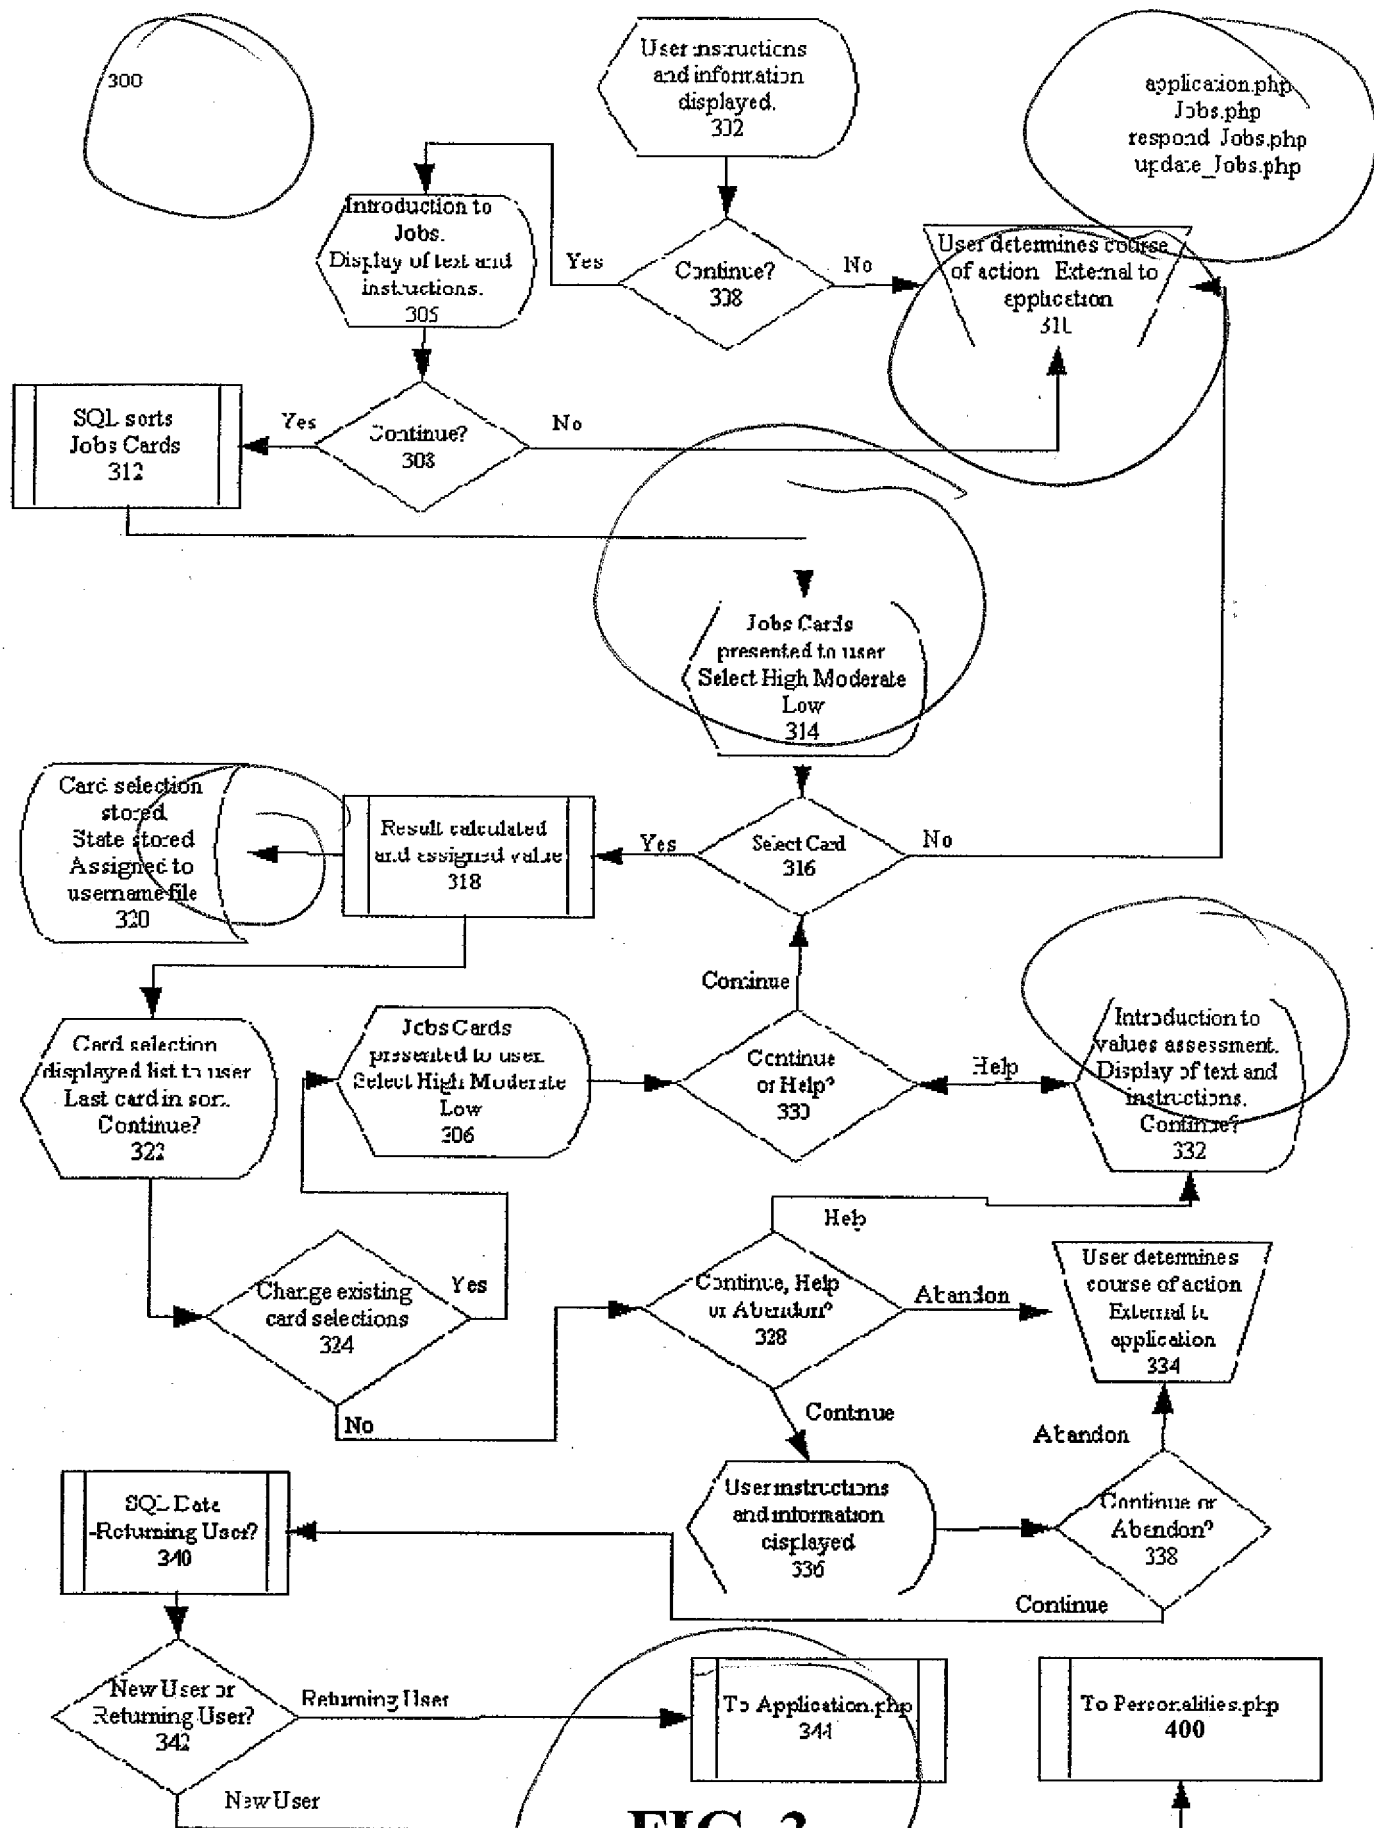 300
User instructions
and information
displayed.
302
application.php
Jobs.php
respond_Jobs.php
update_Jobs.php
Introduction to
Jobs.
Display of text and
instructions.
305
Yes
Continue?
308
No
User determines course
of action External to
application
310
SQL sorts
Jobs Cards
312
Yes
Continue?
308
No
Jobs Cards
presented to user
Select High Moderate
Low
314
Card selection
stored
State stored
Assigned to
username file
320
Result calculated
and assigned value
318
Yes
Select Card
316
No
Continue
Card selection
displayed list to user
Last card in sort.
Continue?
322
Jobs Cards
presented to user.
Select High Moderate
Low
306
Continue
or Help?
330
Help
Introduction to
values assessment.
Display of text and
instructions.
Continue?
332
Help
Change existing
card selections
324
Yes
No
Continue, Help
or Abandon?
328
Abandon
User determines
course of action
External to
application
334
Continue
Abandon
SQL Data
-Returning User?
340
User instructions
and information
displayed
336
Continue or
Abandon?
338
Continue
New User or
Returning User?
342
Returning User
To Application.php
344
To Personalities.php
400
New User
FIG. 3